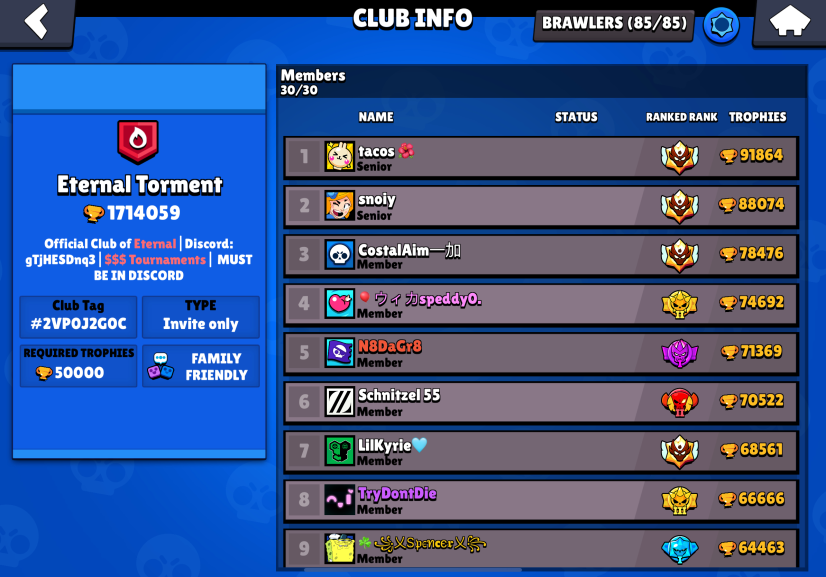 CLUB INFO
BRAWLERS (85/85)
Eternal Torment
1714059
Official Club of Eternal | Discord:
gTjHESDnq3 | $$$ Tournaments | MUST
BE IN DISCORD
Club Tag
#2VP0J2G0C
TYPE
Invite only
REQUIRED TROPHIES
50000
FAMILY
FRIENDLY
Members
30/30
NAME STATUS RANKED RANK TROPHIES
1 tacos🌺 91864
Senior
2 snoiy 88074
Senior
3 CostalAim一加 78476
Member
4 🎈ウィカspeddyO. 74692
Member
5 N8DaGr8 71369
Member
6 Schnitzel 55 70522
Member
7 LilKyrie🩵 68561
Member
8 TryDontDie 66666
Member
III
III
9 🍀꧁༺Spencer༻꧂ 64463
Member